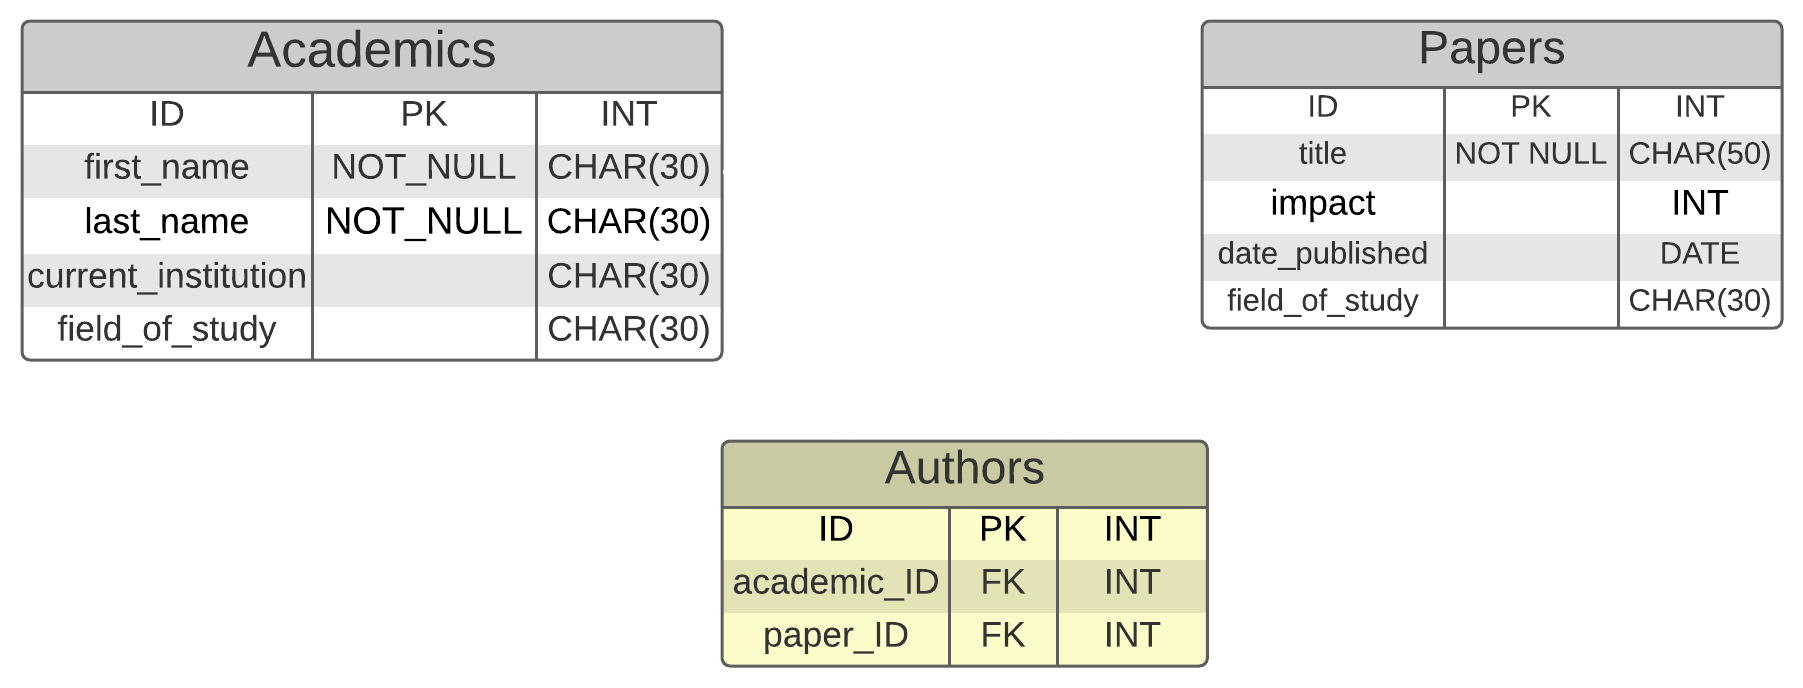 Academics
ID PK INT
first_name NOT_NULL CHAR(30)
last_name NOT_NULL CHAR(30)
current_institution CHAR(30)
field_of_study CHAR(30)
Papers
ID PK INT
title NOT NULL CHAR(50)
impact INT
date_published DATE
field_of_study CHAR(30)
Authors
ID PK INT
academic_ID FK INT
paper_ID FK INT